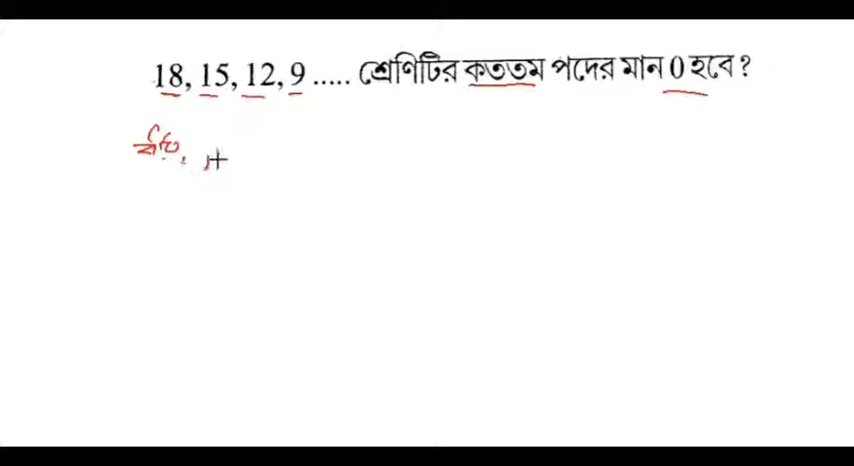 18, 15, 12, 9 ..... শ্রেণিটির কততম পদের মান 0 হবে?